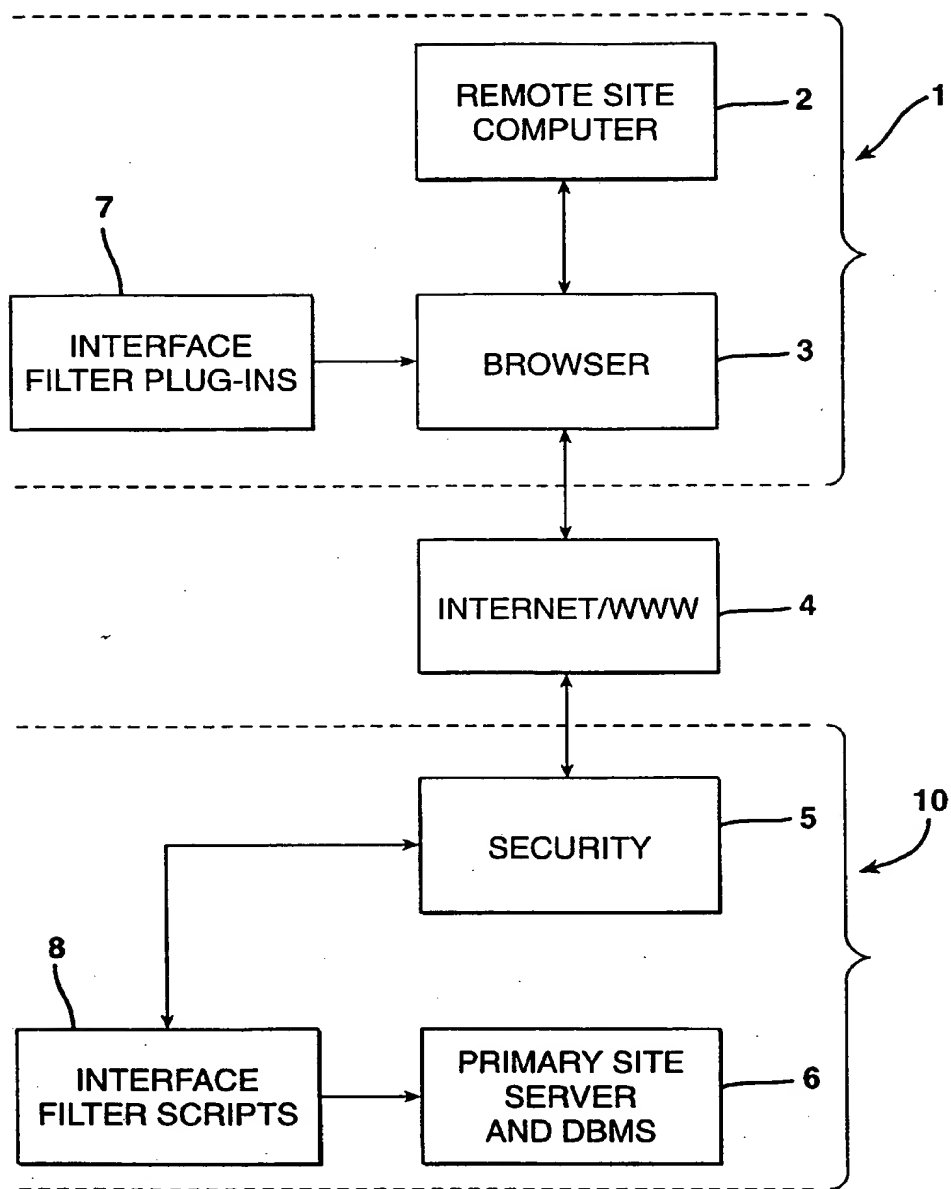 REMOTE SITE
COMPUTER
2
1
7
INTERFACE
FILTER PLUG-INS
BROWSER
3
INTERNET/WWW
4
SECURITY
5
10
8
INTERFACE
FILTER SCRIPTS
PRIMARY SITE
SERVER
AND DBMS
6